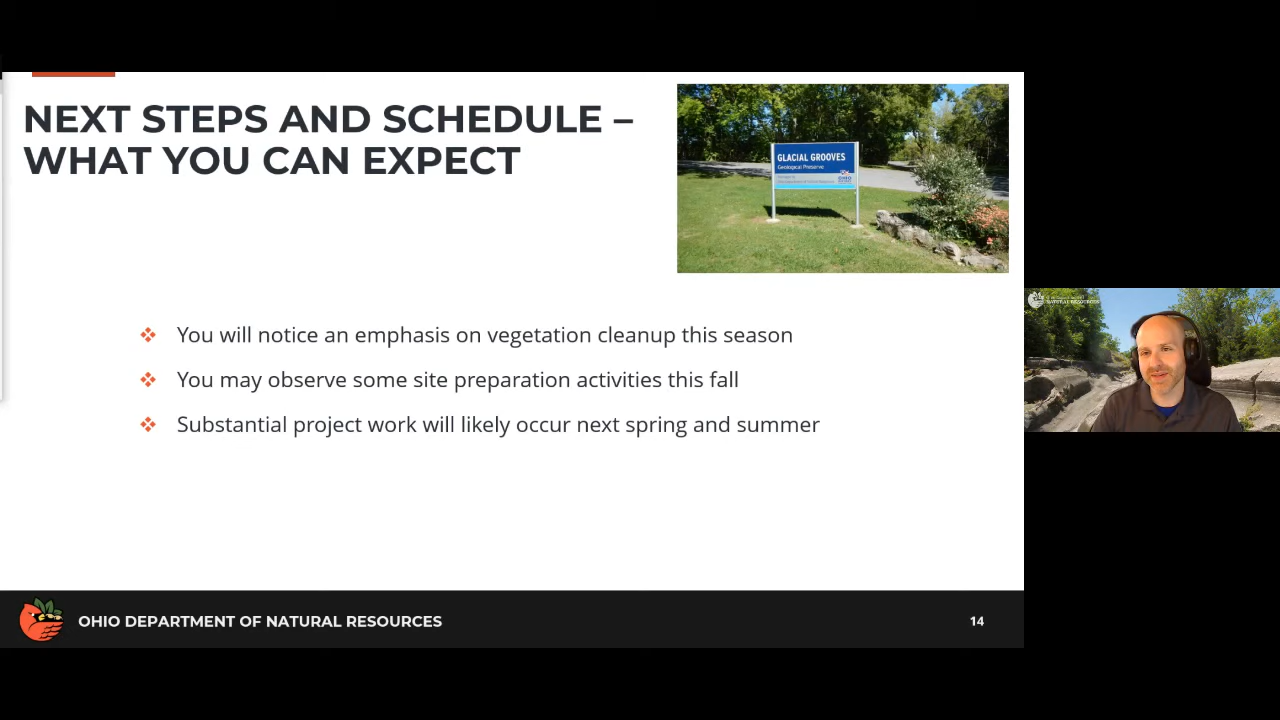 NEXT STEPS AND SCHEDULE –
WHAT YOU CAN EXPECT
GLACIAL GROOVES
Geological Preserve
You will notice an emphasis on vegetation cleanup this season
You may observe some site preparation activities this fall
Substantial project work will likely occur next spring and summer
NATURAL RESOURCES
OHIO DEPARTMENT OF NATURAL RESOURCES
14